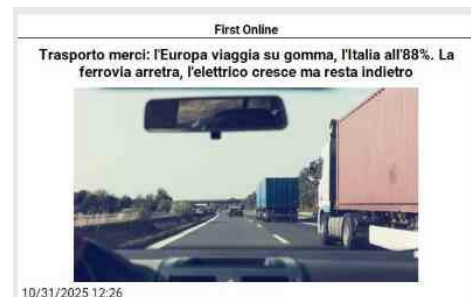 First Online
Trasporto merci: l'Europa viaggia su gomma, l'Italia all'88%. La
ferrovia arretra, l'elettrico cresce ma resta indietro
10/31/2025 12:26